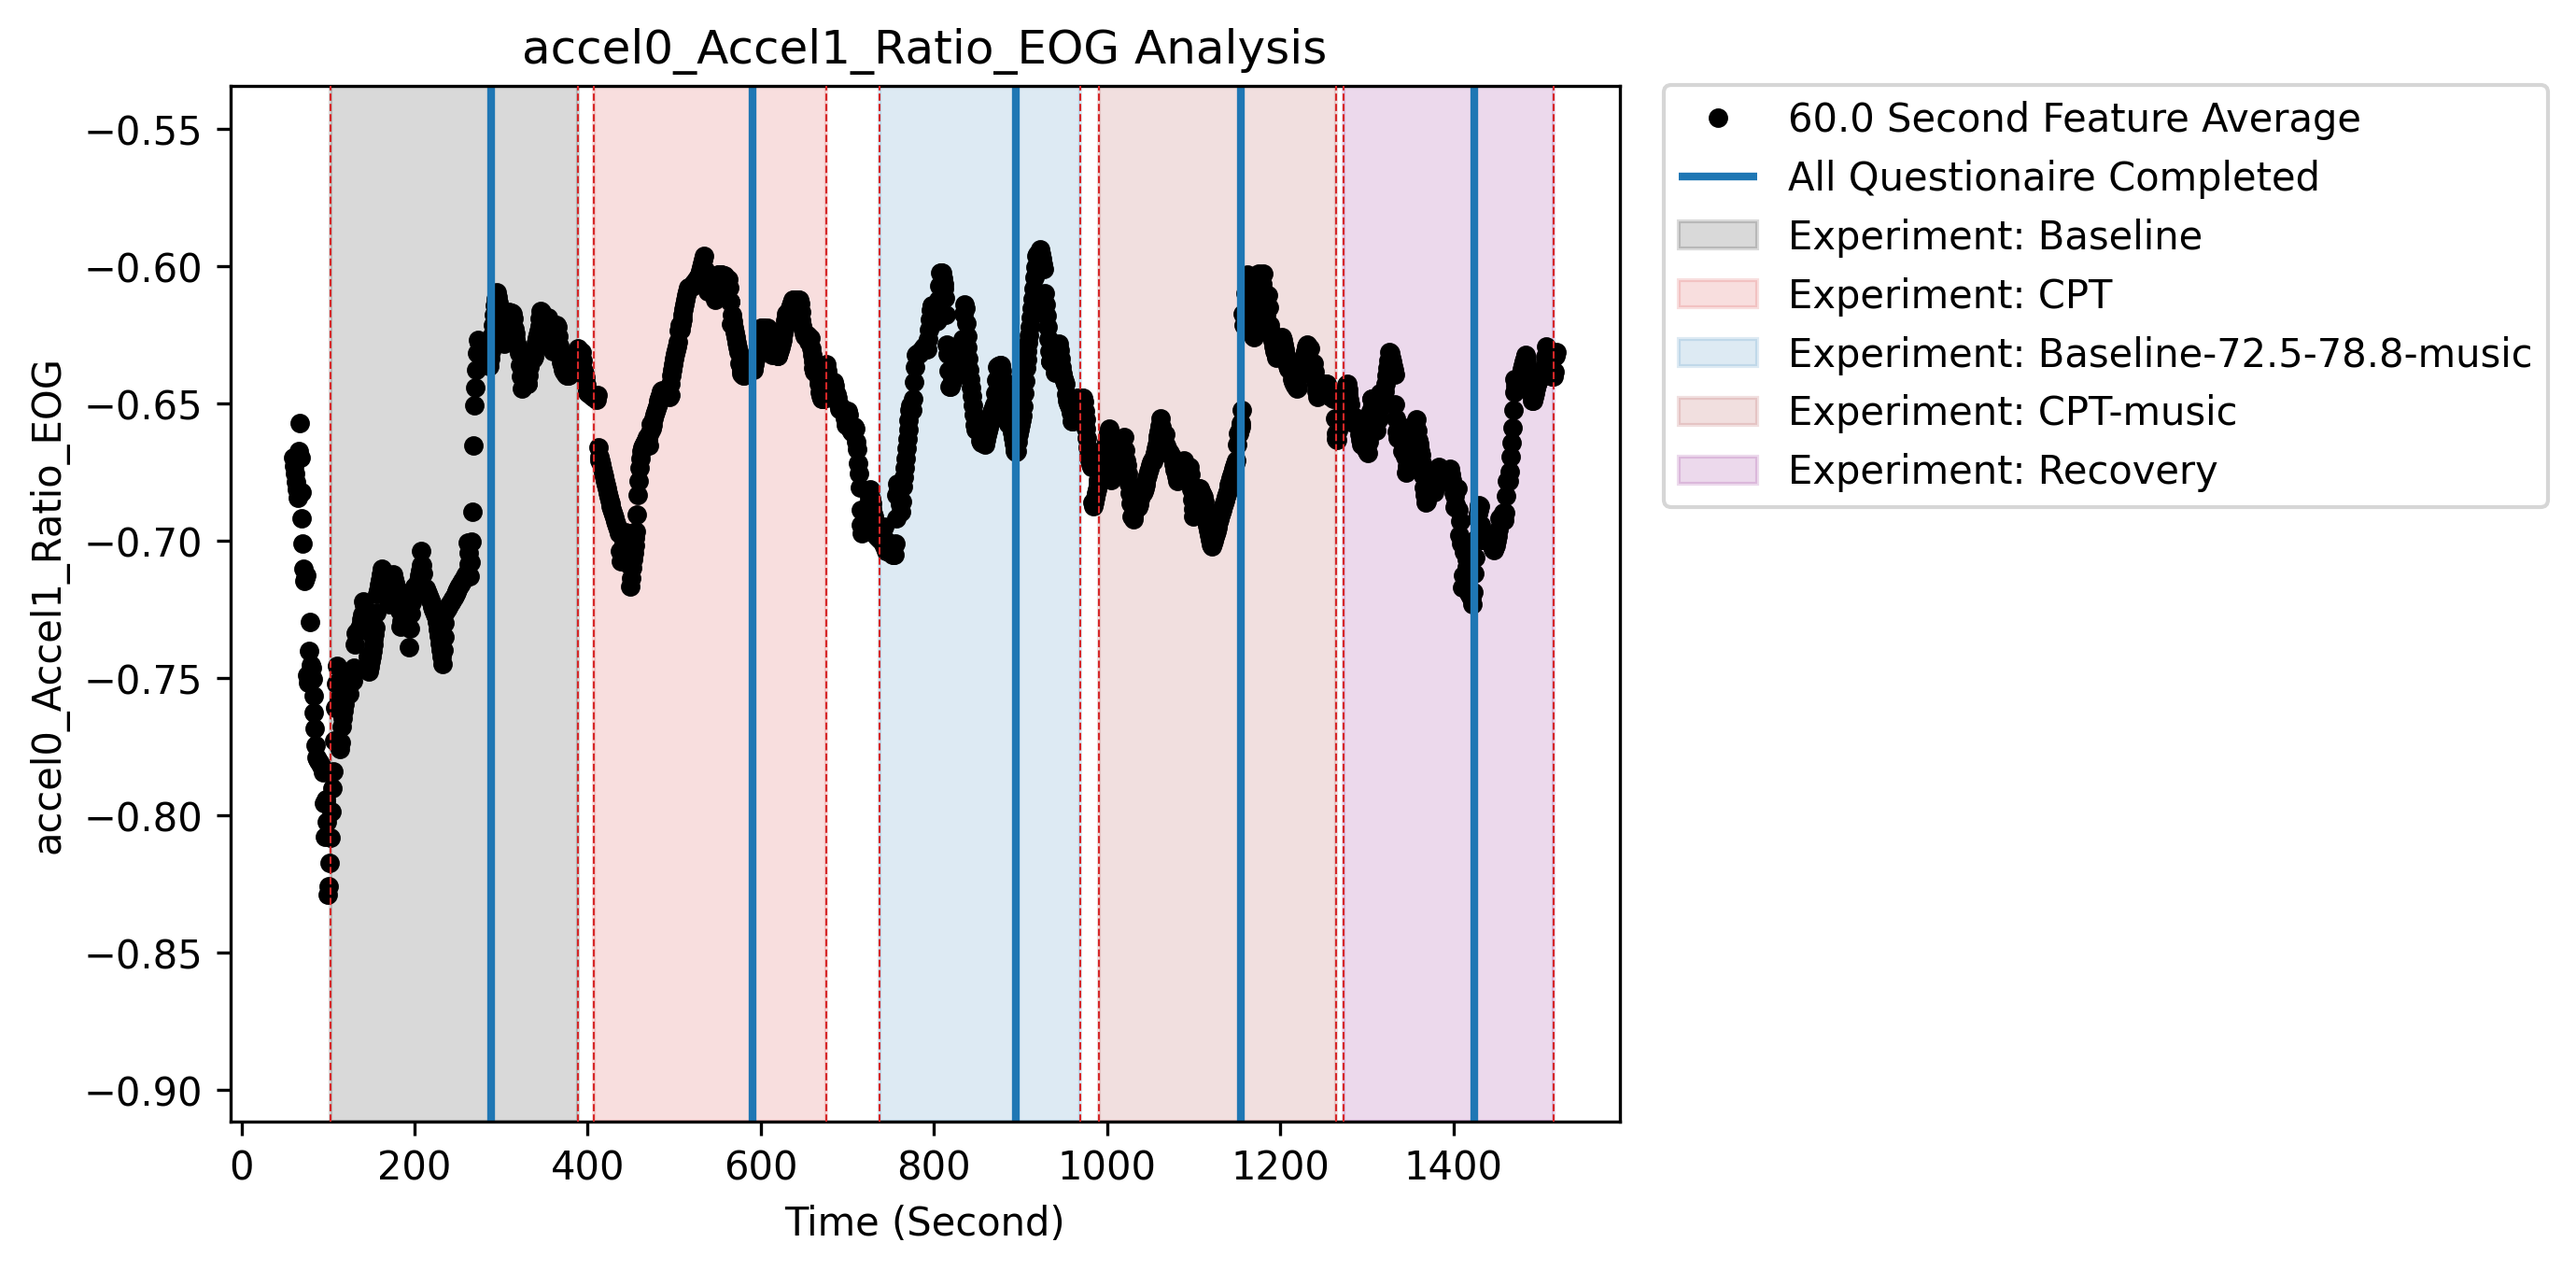 accel0_Accel1_Ratio_EOG Analysis
accel0_Accel1_Ratio_EOG
−0.55
−0.60
−0.65
−0.70
−0.75
−0.80
−0.85
−0.90
0
200
400
600
800
1000
1200
1400
Time (Second)
60.0 Second Feature Average
All Questionaire Completed
Experiment: Baseline
Experiment: CPT
Experiment: Baseline-72.5-78.8-music
Experiment: CPT-music
Experiment: Recovery